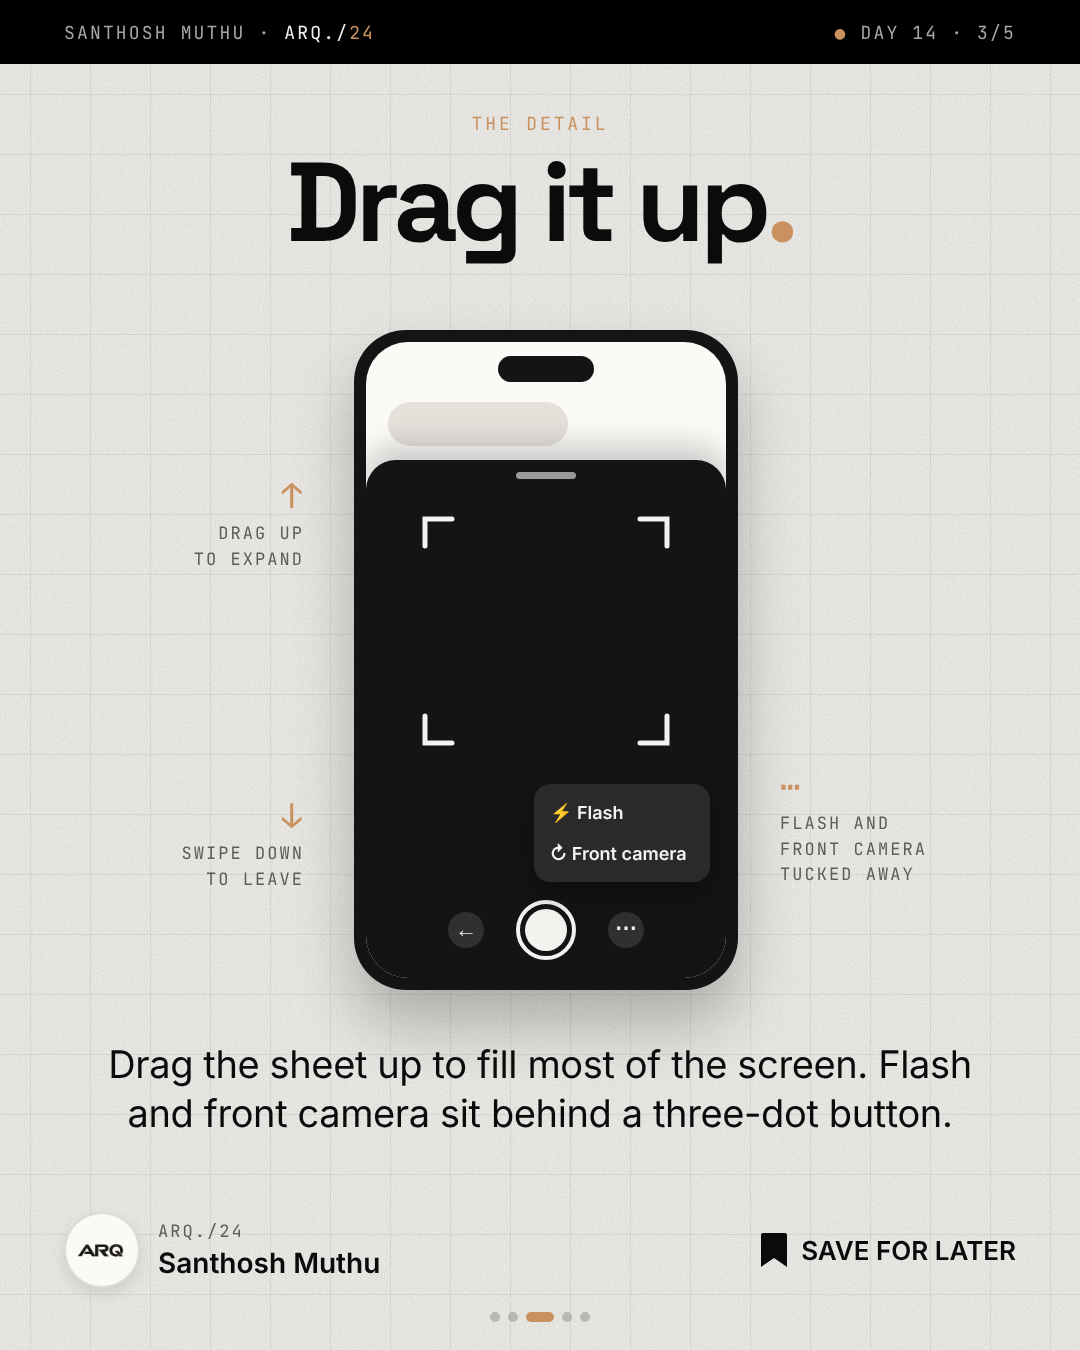 SANTHOSH MUTHU · ARQ./24
DAY 14 · 3/5
THE DETAIL
Drag it up.
↑
DRAG UP
TO EXPAND
↓
SWIPE DOWN
TO LEAVE
⚡ Flash
↻ Front camera
← ⋯
⋯
FLASH AND
FRONT CAMERA
TUCKED AWAY
Drag the sheet up to fill most of the screen. Flash
and front camera sit behind a three-dot button.
ARQ
ARQ./24
Santhosh Muthu
SAVE FOR LATER